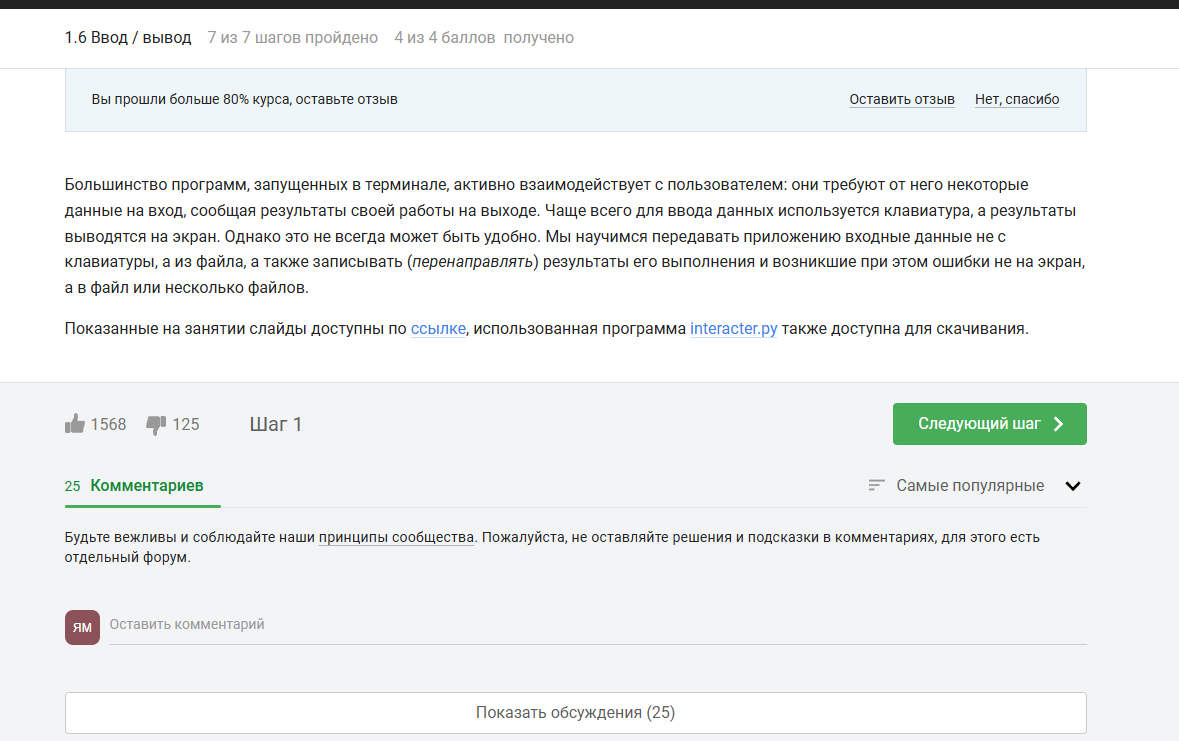 1.6 Ввод / вывод 7 из 7 шагов пройдено 4 из 4 баллов получено
Вы прошли больше 80% курса, оставьте отзыв Оставить отзыв Нет, спасибо
Большинство программ, запущенных в терминале, активно взаимодействует с пользователем: они требуют от него некоторые
данные на вход, сообщая результаты своей работы на выходе. Чаще всего для ввода данных используется клавиатура, а результаты
выводятся на экран. Однако это не всегда может быть удобно. Мы научимся передавать приложению входные данные не с
клавиатуры, а из файла, а также записывать (перенаправлять) результаты его выполнения и возникшие при этом ошибки не на экран,
а в файл или несколько файлов.
Показанные на занятии слайды доступны по ссылке, использованная программа interacter.py также доступна для скачивания.
1568 125 Шаг 1 Следующий шаг
25 Комментариев Самые популярные
Будьте вежливы и соблюдайте наши принципы сообщества. Пожалуйста, не оставляйте решения и подсказки в комментариях, для этого есть
отдельный форум.
ЯМ Оставить комментарий
Показать обсуждения (25)